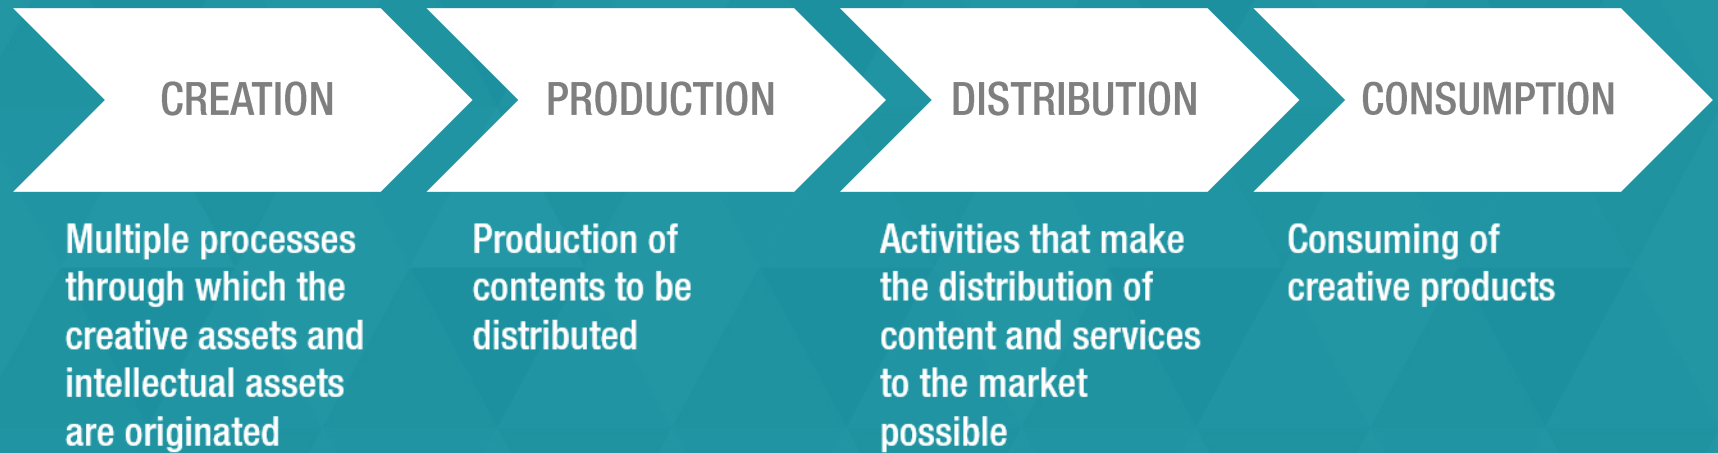 CREATION
PRODUCTION
DISTRIBUTION
CONSUMPTION
Multiple processes
through which the
creative assets and
intellectual assets
are originated
Production of
contents to be
distributed
Activities that make
the distribution of
content and services
to the market
possible
Consuming of
creative products